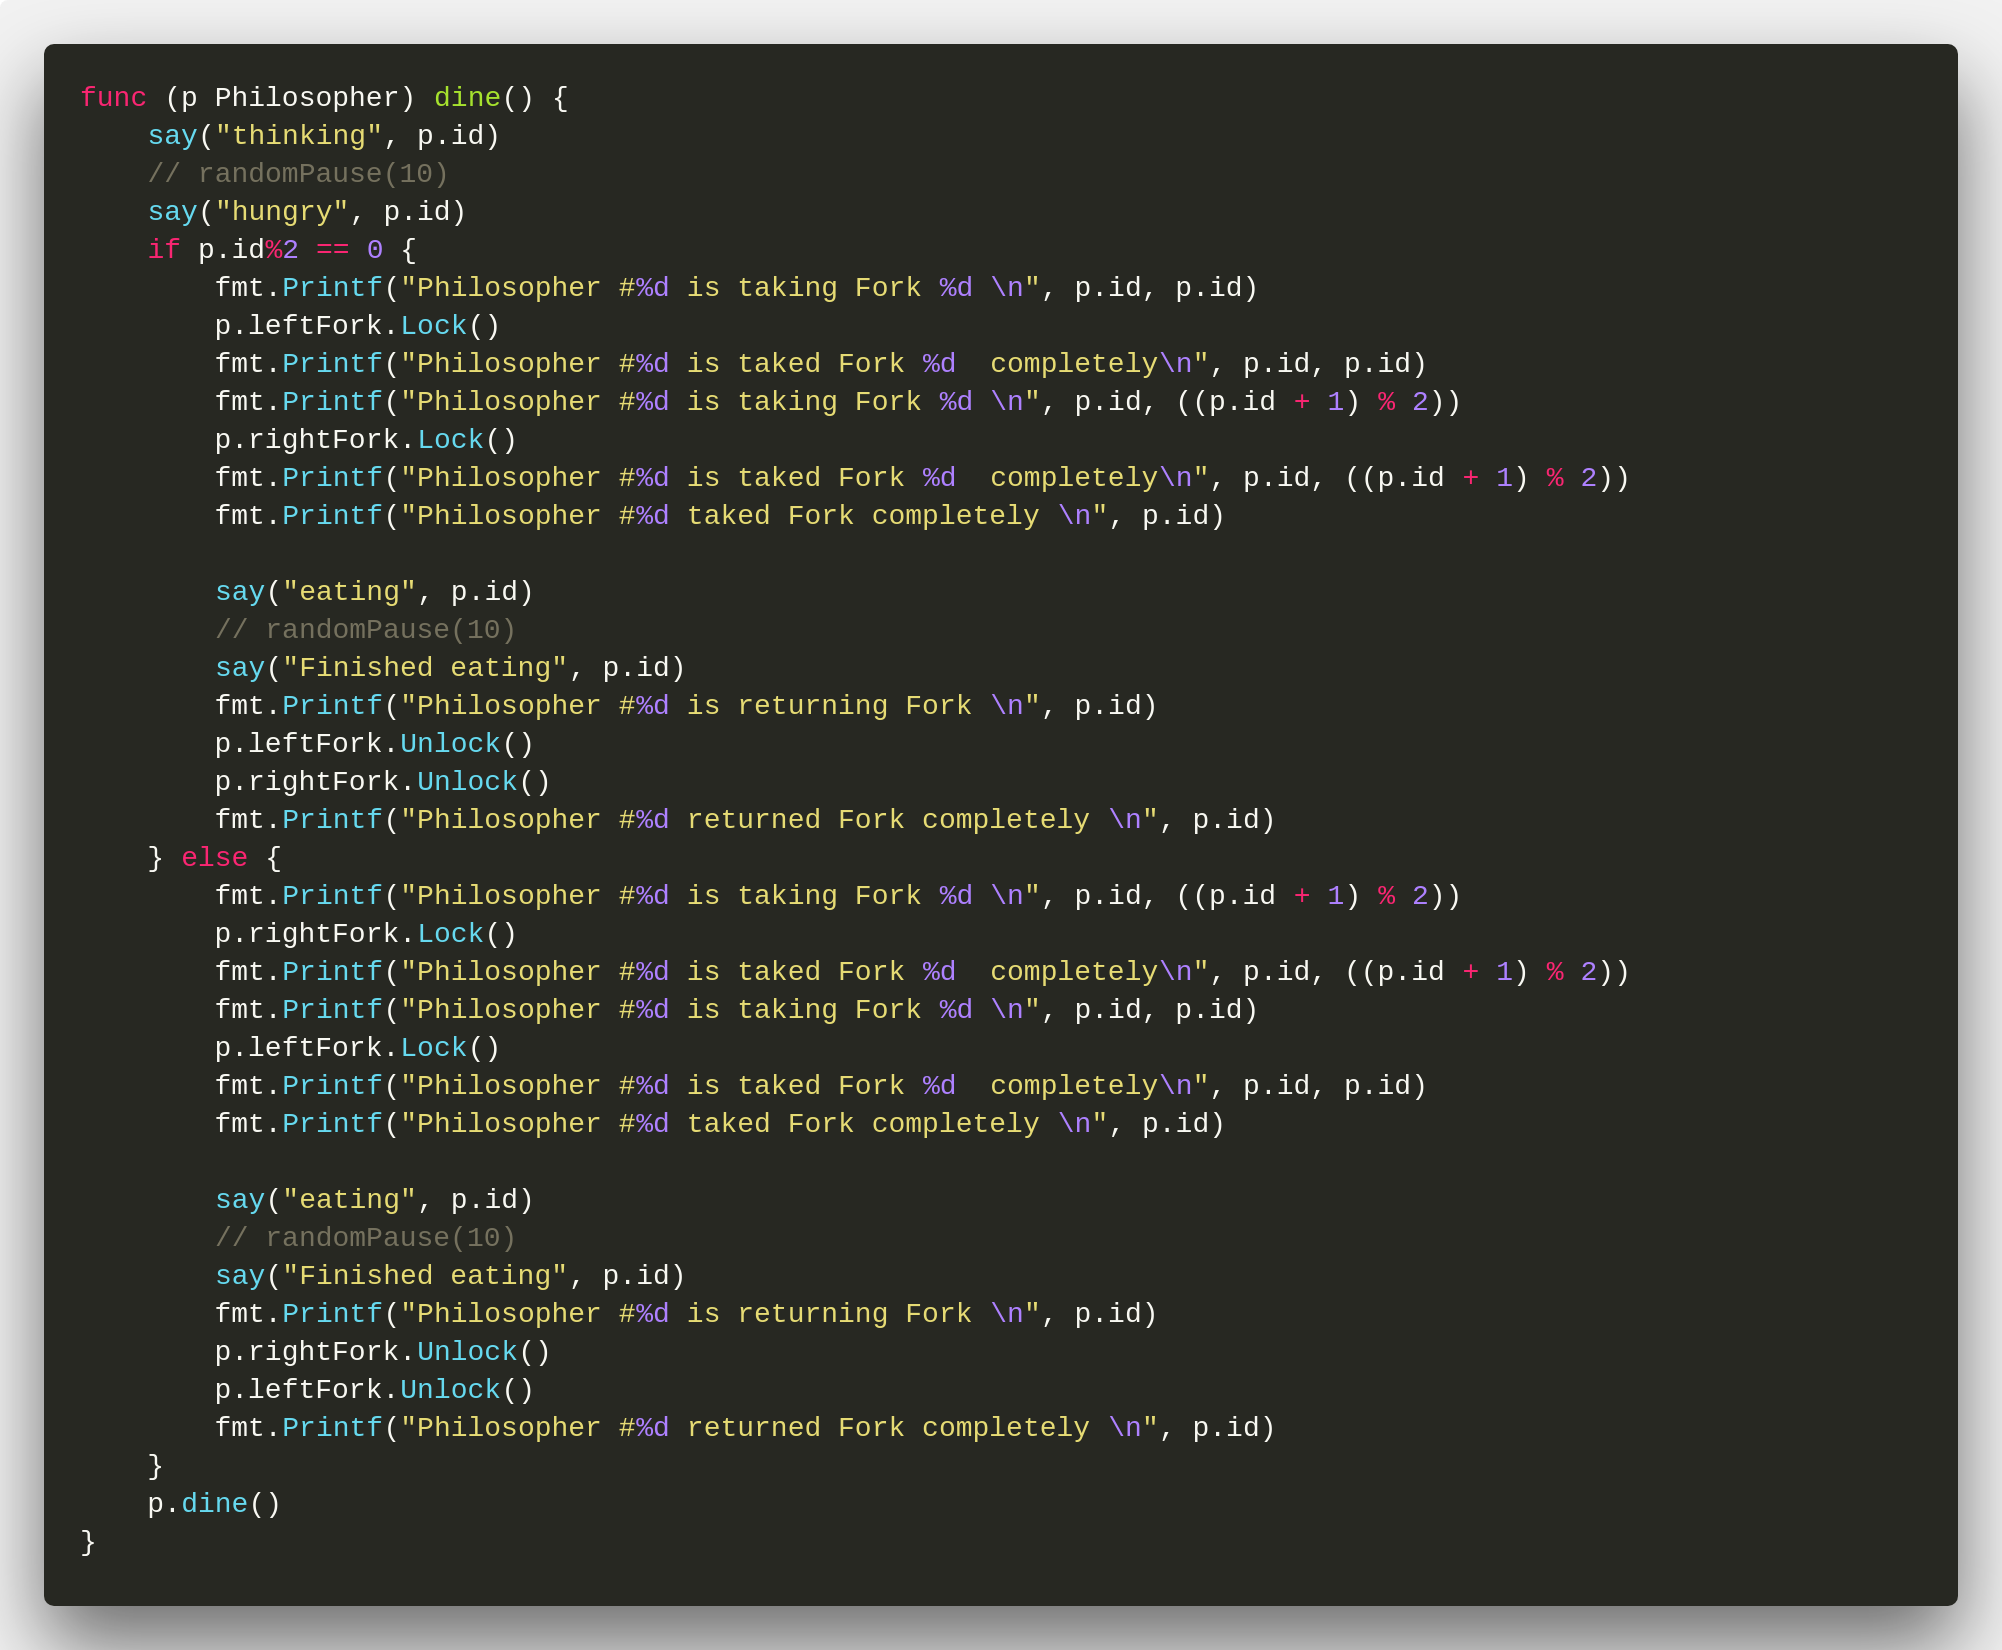 func (p Philosopher) dine() {
    say("thinking", p.id)
    // randomPause(10)
    say("hungry", p.id)
    if p.id%2 == 0 {
        fmt.Printf("Philosopher #%d is taking Fork %d \n", p.id, p.id)
        p.leftFork.Lock()
        fmt.Printf("Philosopher #%d is taked Fork %d  completely\n", p.id, p.id)
        fmt.Printf("Philosopher #%d is taking Fork %d \n", p.id, ((p.id + 1) % 2))
        p.rightFork.Lock()
        fmt.Printf("Philosopher #%d is taked Fork %d  completely\n", p.id, ((p.id + 1) % 2))
        fmt.Printf("Philosopher #%d taked Fork completely \n", p.id)

        say("eating", p.id)
        // randomPause(10)
        say("Finished eating", p.id)
        fmt.Printf("Philosopher #%d is returning Fork \n", p.id)
        p.leftFork.Unlock()
        p.rightFork.Unlock()
        fmt.Printf("Philosopher #%d returned Fork completely \n", p.id)
    } else {
        fmt.Printf("Philosopher #%d is taking Fork %d \n", p.id, ((p.id + 1) % 2))
        p.rightFork.Lock()
        fmt.Printf("Philosopher #%d is taked Fork %d  completely\n", p.id, ((p.id + 1) % 2))
        fmt.Printf("Philosopher #%d is taking Fork %d \n", p.id, p.id)
        p.leftFork.Lock()
        fmt.Printf("Philosopher #%d is taked Fork %d  completely\n", p.id, p.id)
        fmt.Printf("Philosopher #%d taked Fork completely \n", p.id)

        say("eating", p.id)
        // randomPause(10)
        say("Finished eating", p.id)
        fmt.Printf("Philosopher #%d is returning Fork \n", p.id)
        p.rightFork.Unlock()
        p.leftFork.Unlock()
        fmt.Printf("Philosopher #%d returned Fork completely \n", p.id)
    }
    p.dine()
}